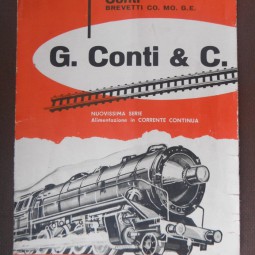 Conti
BREVETTI CO. MO. G.E.
G. Conti & C.
NUOVISSIMA SERIE
Alimentazione in CORRENTE CONTINUA